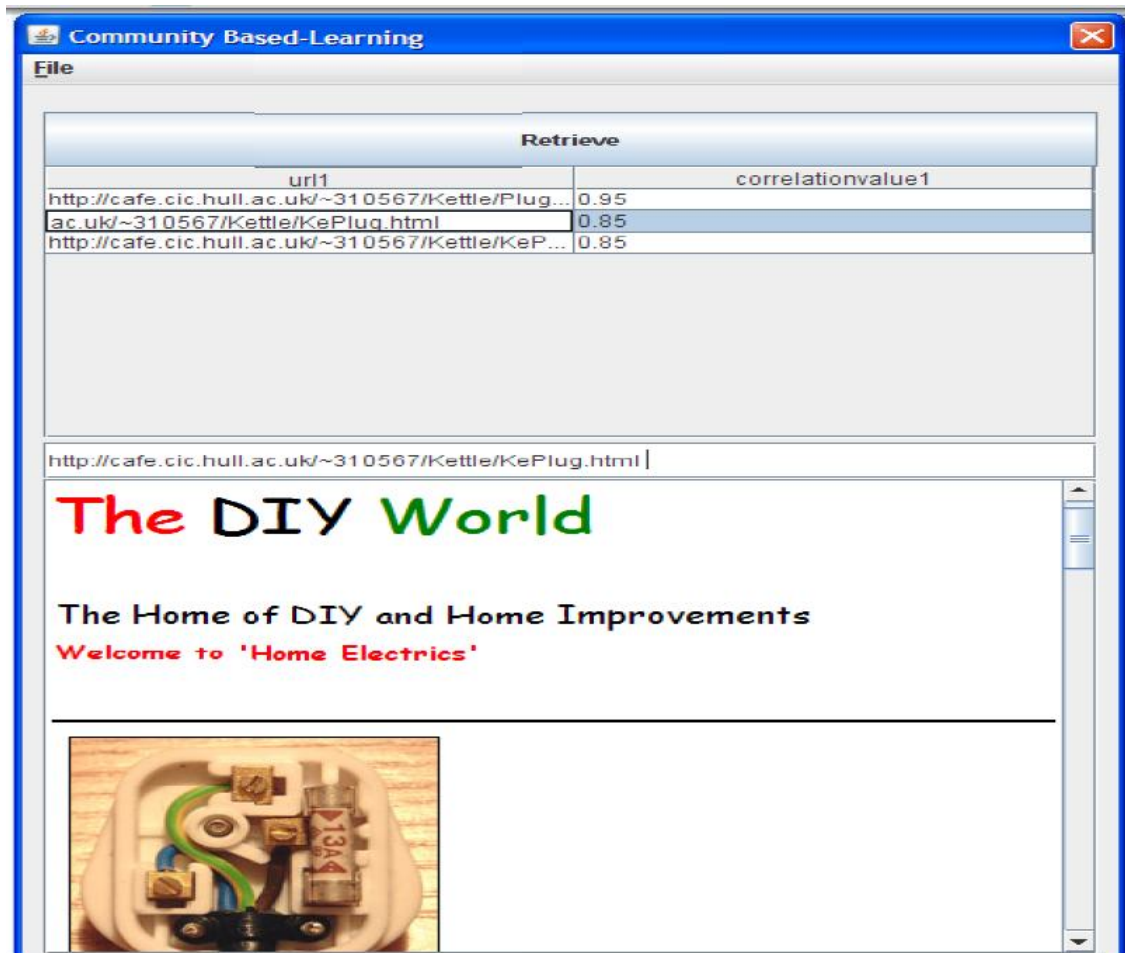 Community Based-Learning
File
Retrieve
url1 correlationvalue1
http://cafe.cic.hull.ac.uk/~310567/Kettle/Plug... 0.95
ac.uk/~310567/Kettle/KePlug.html 0.85
http://cafe.cic.hull.ac.uk/~310567/Kettle/KeP... 0.85
http://cafe.cic.hull.ac.uk/~310567/Kettle/KePlug.html
The DIY World
The Home of DIY and Home Improvements
Welcome to 'Home Electrics'
13A